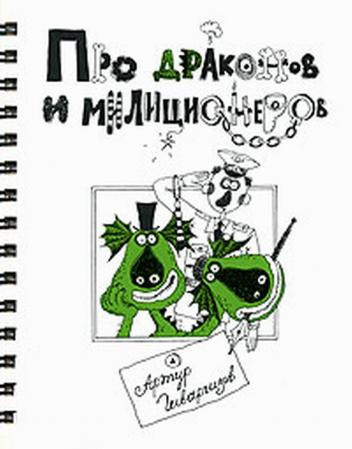 Про драконов
и милиционеров
Артур
Гиваргизов